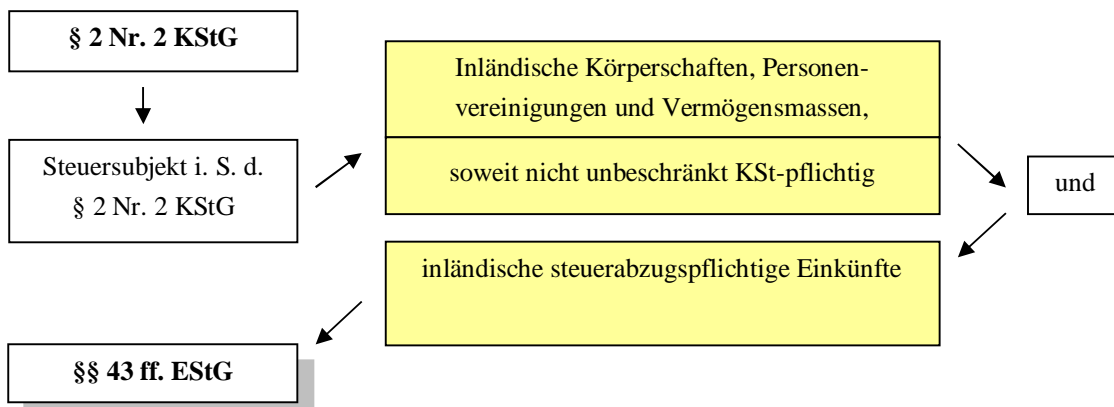 § 2 Nr. 2 KStG
Steuersubjekt i. S. d.
§ 2 Nr. 2 KStG
Inländische Körperschaften, Personen-
vereinigungen und Vermögensmassen,
soweit nicht unbeschränkt KSt-pflichtig
und
inländische steuerabzugspflichtige Einkünfte
§§ 43 ff. EStG